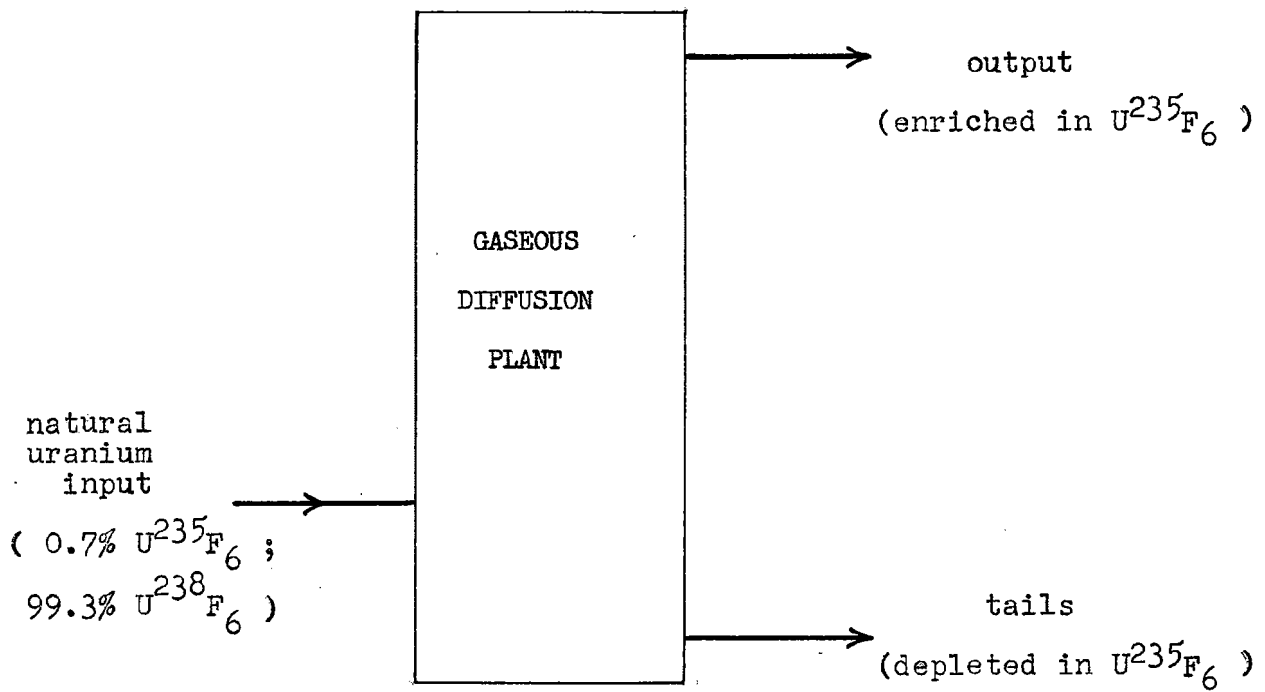 output
(enriched in U²³⁵F₆ )
GASEOUS
DIFFUSION
PLANT
natural
uranium
input
( 0.7% U²³⁵F₆ ;
99.3% U²³⁸F₆ )
tails
(depleted in U²³⁵F₆ )